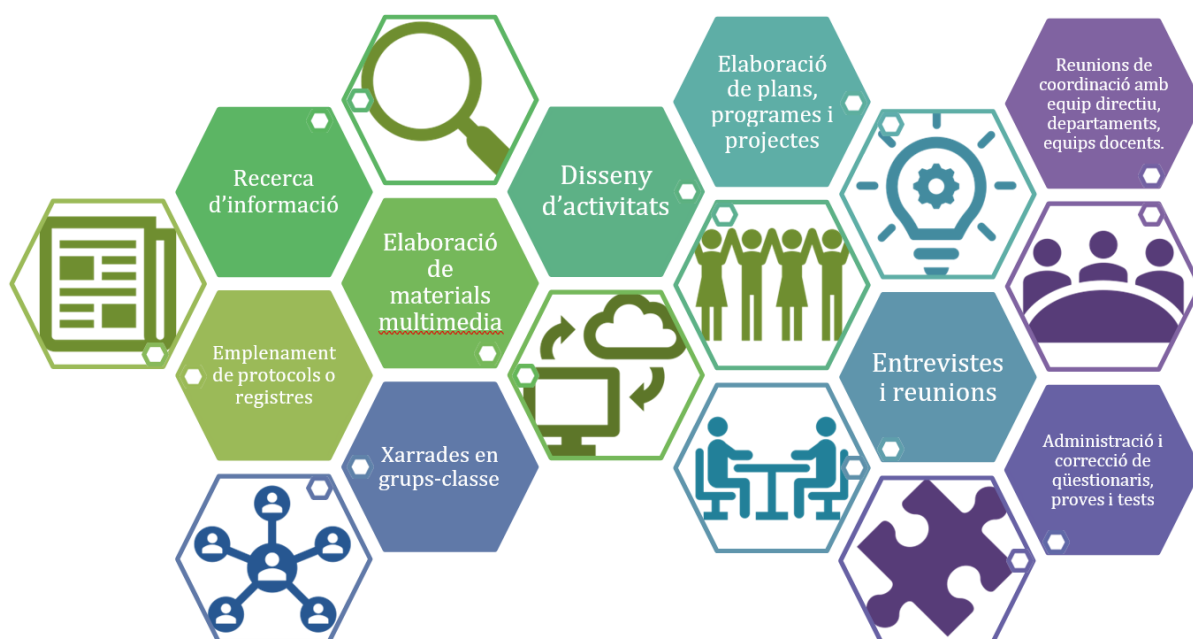 Recerca
d'informació
Emplenament
de protocols o
registres
Elaboració
de
materials
multimedia
Xarrades en
grups-classe
Disseny
d'activitats
Elaboració
de plans,
programes i
projectes
Entrevistes
i reunions
Reunions de
coordinació amb
equip directiu,
departaments,
equips docents.
Administració i
correcció de
qüestionaris,
proves i tests